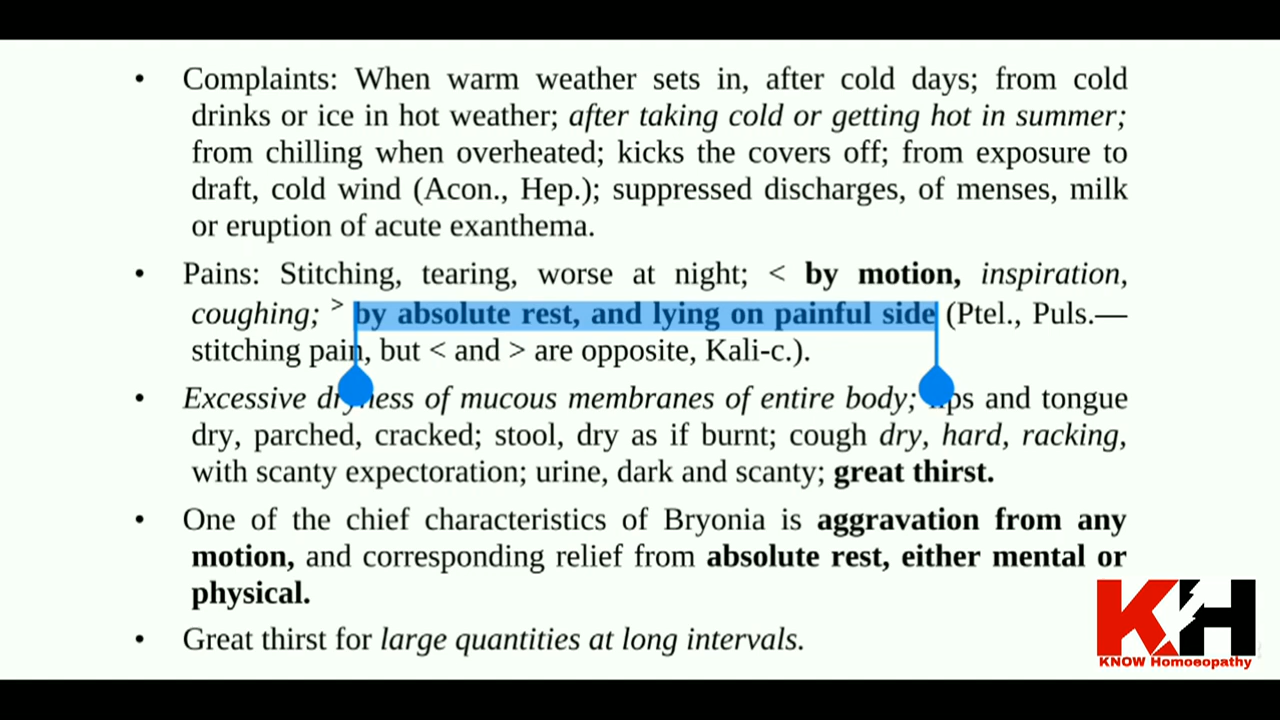 • Complaints: When warm weather sets in, after cold days; from cold
drinks or ice in hot weather; after taking cold or getting hot in summer;
from chilling when overheated; kicks the covers off; from exposure to
draft, cold wind (Acon., Hep.); suppressed discharges, of menses, milk
or eruption of acute exanthema.
• Pains: Stitching, tearing, worse at night; < by motion, inspiration,
coughing; > by absolute rest, and lying on painful side (Ptel., Puls.—
stitching pain, but < and > are opposite, Kali-c.).
• Excessive dryness of mucous membranes of entire body; lips and tongue
dry, parched, cracked; stool, dry as if burnt; cough dry, hard, racking,
with scanty expectoration; urine, dark and scanty; great thirst.
• One of the chief characteristics of Bryonia is aggravation from any
motion, and corresponding relief from absolute rest, either mental or
physical.
• Great thirst for large quantities at long intervals.
KH
KNOW Homoeopathy